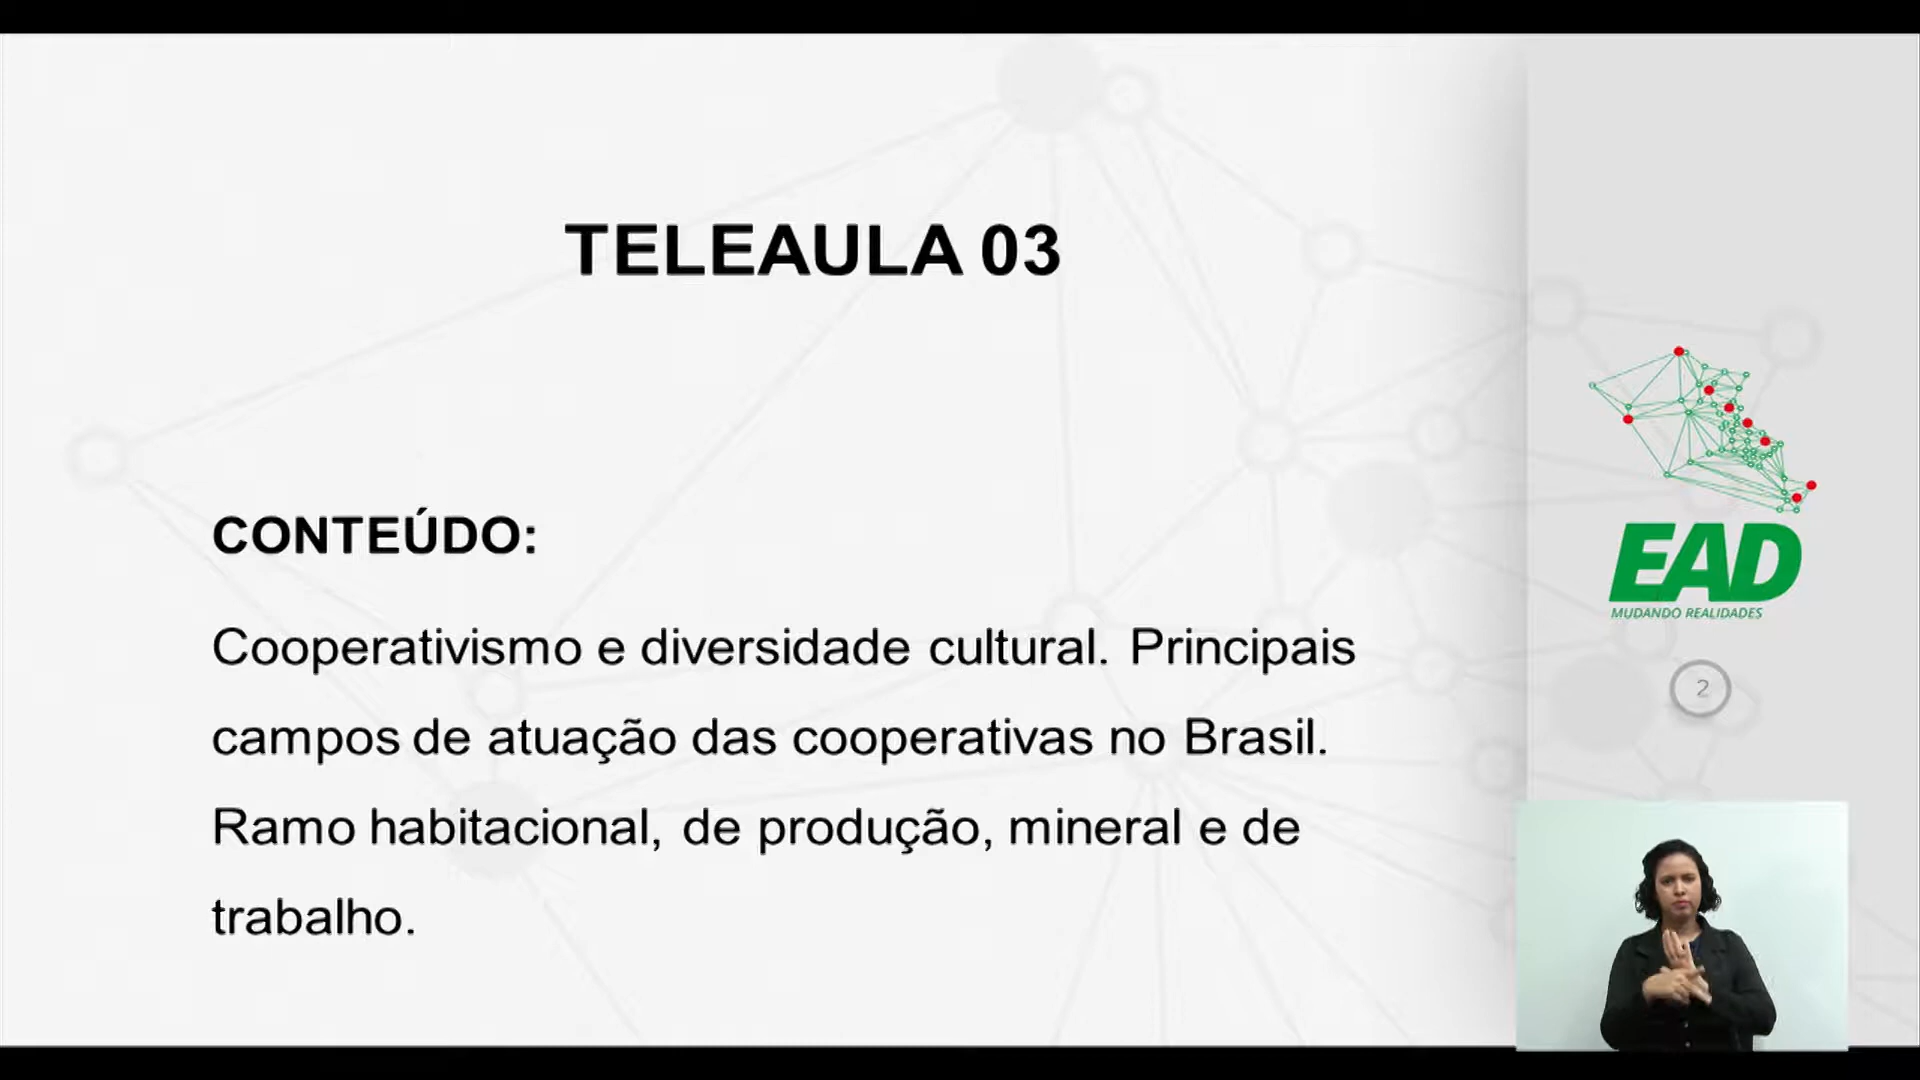 TELEAULA 03
CONTEÚDO:
Cooperativismo e diversidade cultural. Principais
campos de atuação das cooperativas no Brasil.
Ramo habitacional, de produção, mineral e de
trabalho.
EAD
MUDANDO REALIDADES
2